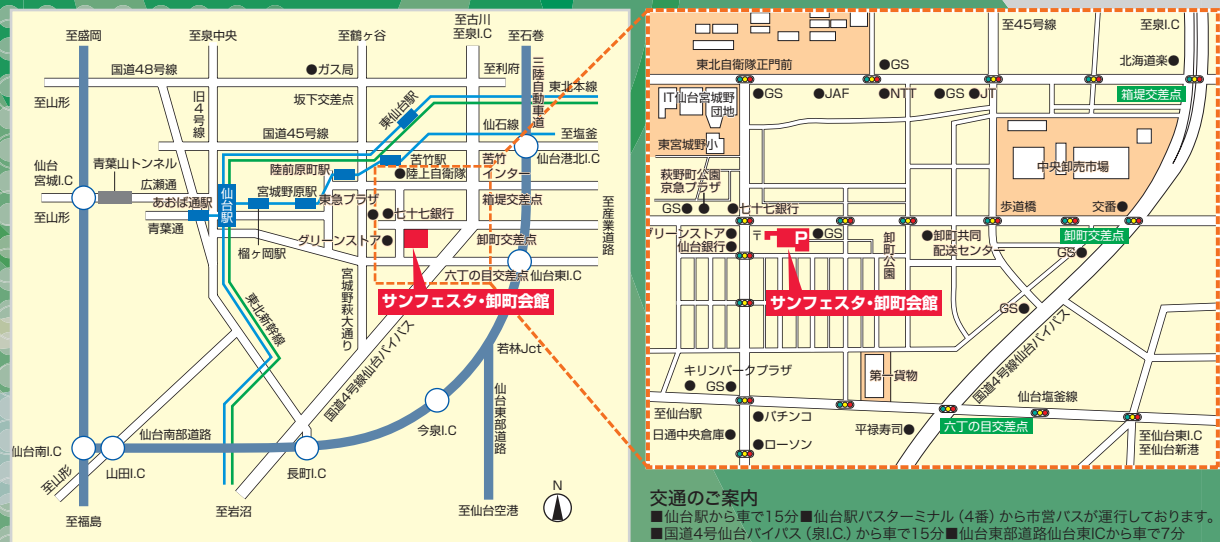 至盛岡
至泉中央
至鶴ヶ谷
至古川
至泉I.C
至石巻
国道48号線
●ガス局
至利府
三陸自動車道
東北本線
至山形
旧4号線
坂下交差点
東仙台駅
国道45号線
仙石線
至塩釜
仙台
宮城I.C
青葉山トンネル
陸前原町駅
苦竹駅
苦竹
インター
仙台港北I.C
●陸上自衛隊
広瀬通
あおば通駅
仙台駅
宮城野原駅
東急プラザ
箱堤交差点
至山形
青葉通
●●七十七銀行
至産業道路
榴ヶ岡駅
グリーンストア●
卸町交差点
六丁の目交差点
仙台東I.C
サンフェスタ・卸町会館
宮城野萩大通り
東北新幹線
国道4号線仙台バイパス
若林Jct
仙台東部道路
今泉I.C
仙台南I.C
仙台南部道路
山田I.C
長町I.C
至山形
至福島
至岩沼
至仙台空港
N
至45号線
至泉I.C
東北自衛隊正門前
●GS
北海道楽●
●GS
●JAF
●NTT
●GS
●JT
箱堤交差点
IT仙台宮城野
団地
東宮城野小
中央卸売市場
萩野町公園
京急プラザ
GS●
●
●七十七銀行
歩道橋
交番●
グリーンストア●
仙台銀行●
〒
P
●GS
卸町公園
●卸町共同
配送センター
卸町交差点
GS●
サンフェスタ・卸町会館
GS●
国道4号線仙台バイパス
キリンパークプラザ
●
GS●
第一貨物
仙台塩釜線
至仙台駅
●パチンコ
日通中央倉庫●
●ローソン
平禄寿司●
六丁の目交差点
至仙台東I.C
至仙台新港
交通のご案内
■仙台駅から車で15分■仙台駅バスターミナル(4番)から市営バスが運行しております。
■国道4号仙台バイパス(泉I.C.)から車で15分■仙台東部道路仙台東ICから車で7分